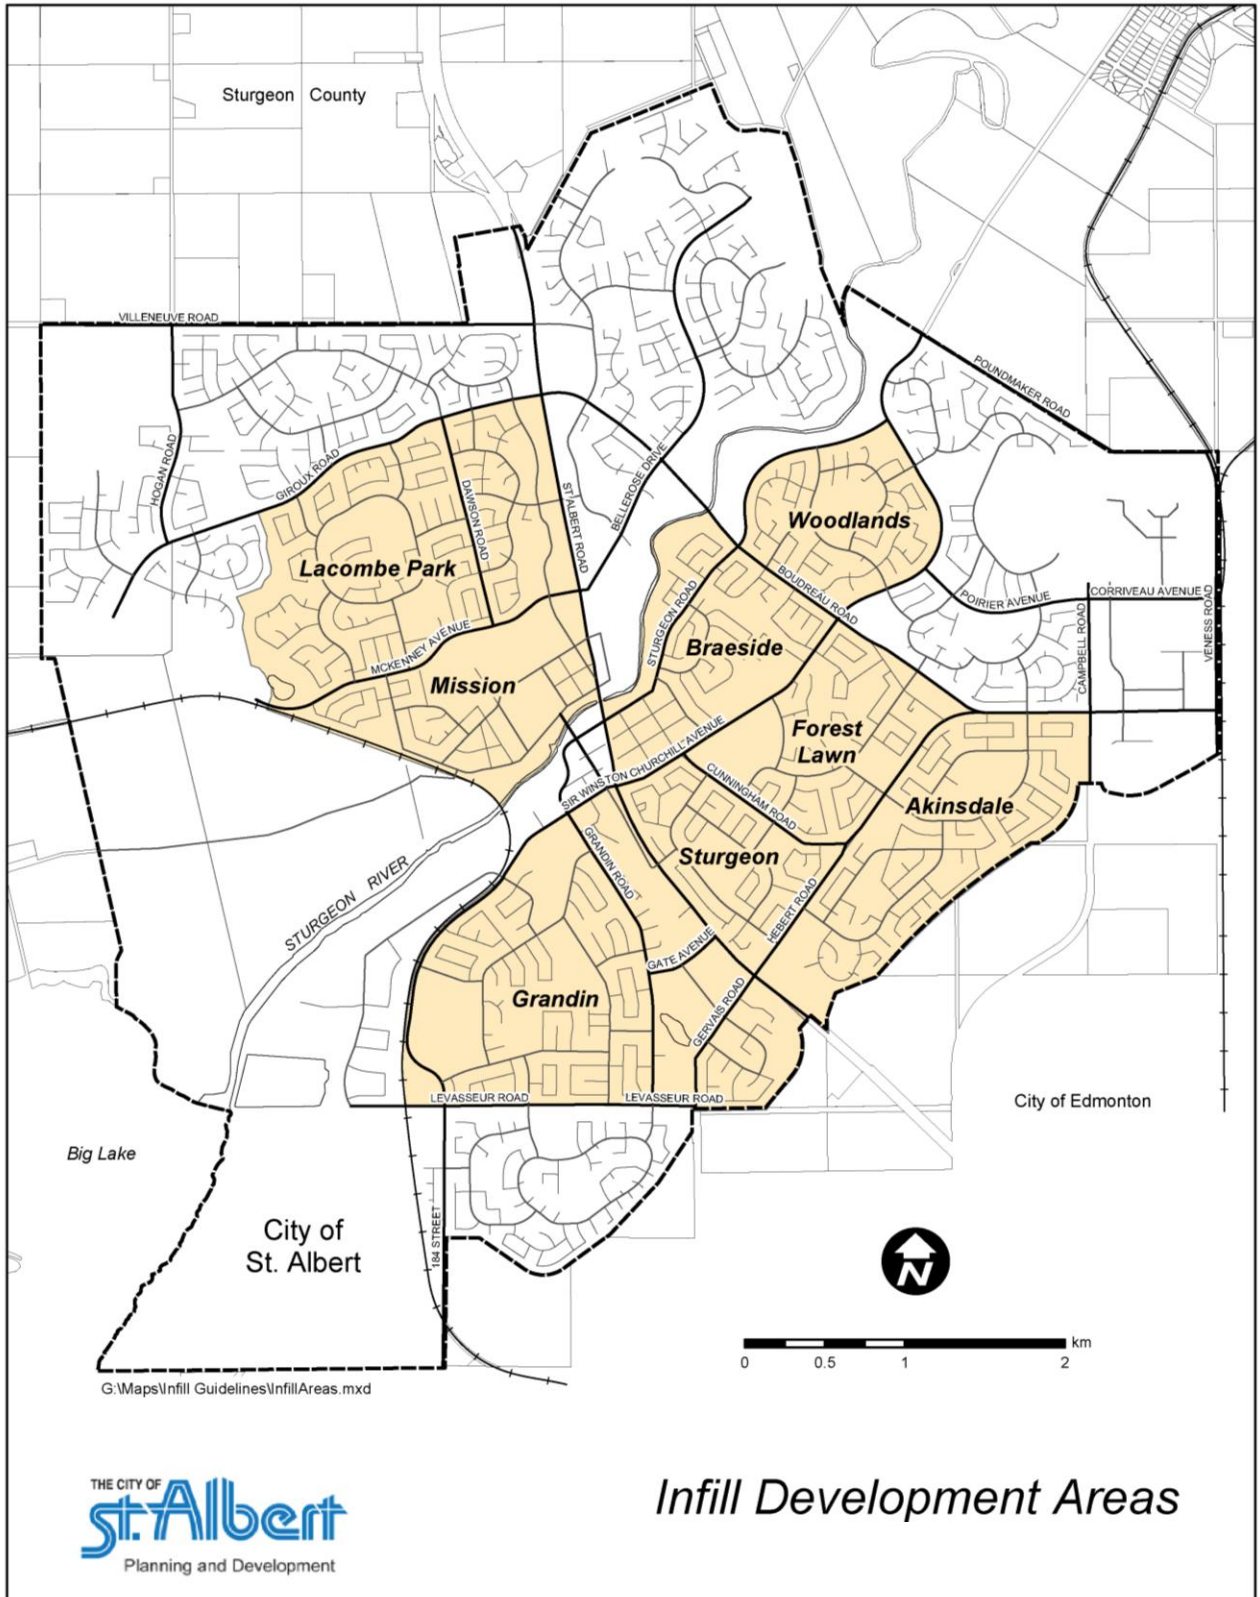 Sturgeon County
VILLENEUVE ROAD
POUNDMAKER ROAD
HOGAN ROAD
GIROUX ROAD
DAWSON ROAD
ST ALBERT ROAD
BELLEROSE DRIVE
Woodlands
Lacombe Park
BOUDREAU ROAD
POIRIER AVENUE
CORRIVEAU AVENUE
CAMPBELL ROAD
VENESS ROAD
STURGEON ROAD
MCKENNEY AVENUE
Braeside
Mission
Forest
Lawn
SIR WINSTON CHURCHILL AVENUE
CUNNINGHAM ROAD
Akinsdale
GRANDIN ROAD
Sturgeon
STURGEON RIVER
HEBERT ROAD
GATE AVENUE
Grandin
GERVAIS ROAD
LEVASSEUR ROAD
LEVASSEUR ROAD
City of Edmonton
Big Lake
184 STREET
City of
St. Albert
N
km
0 0.5 1 2
G:\Maps\Infill Guidelines\InfillAreas.mxd
THE CITY OF
St. Albert
Planning and Development
Infill Development Areas